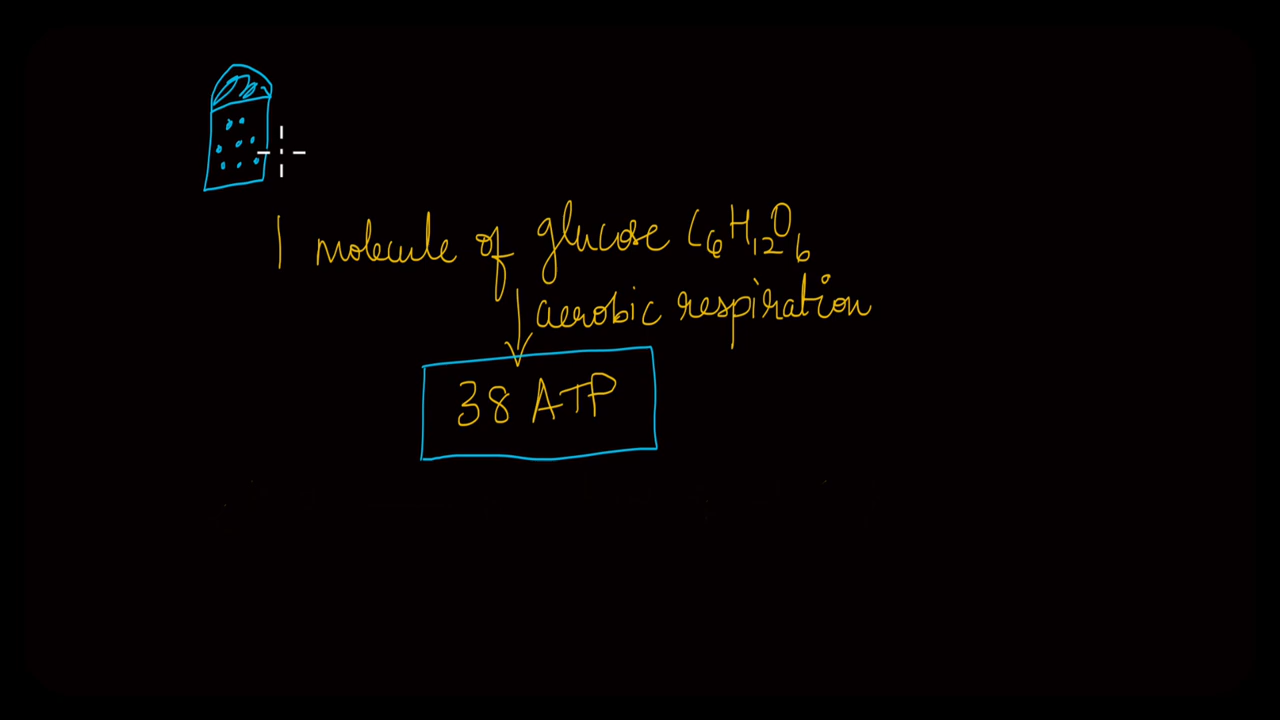 1 molecule of glucose C6H12O6
aerobic respiration
38 ATP